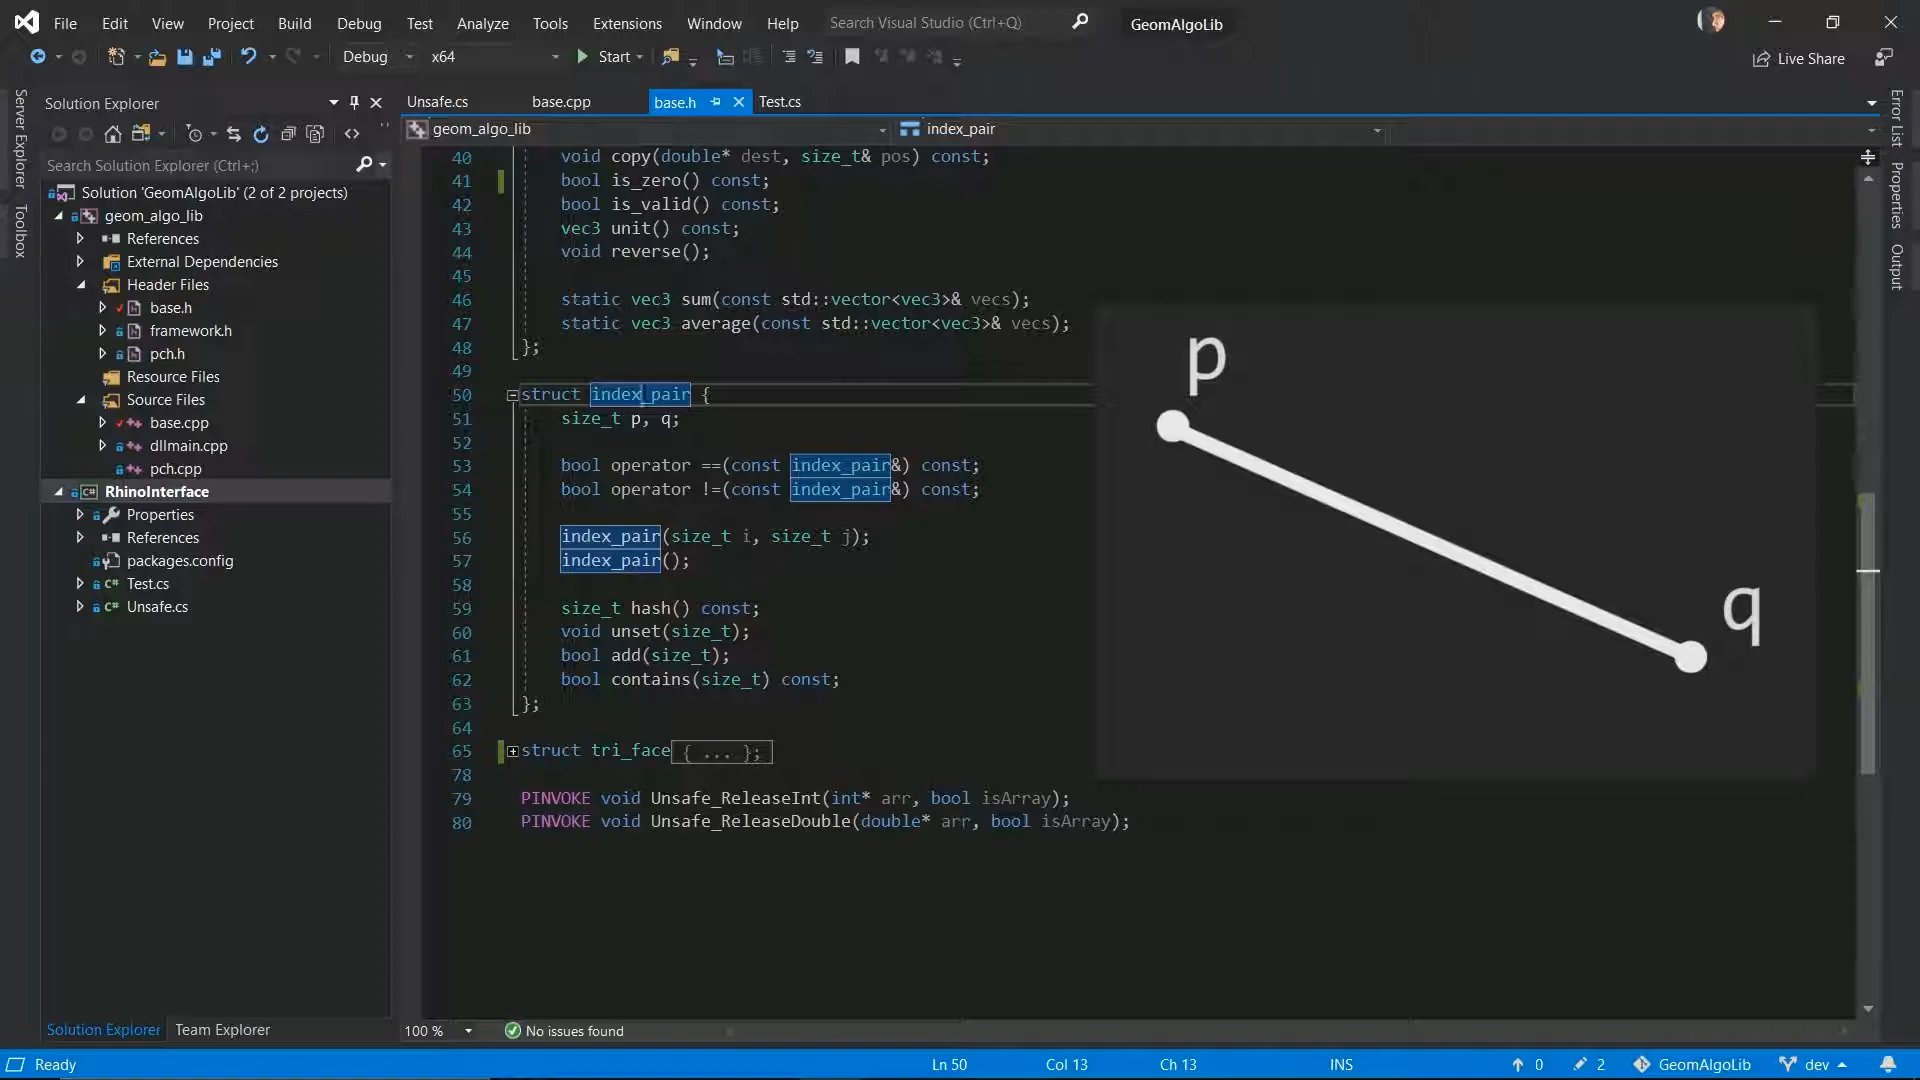 File Edit View Project Build Debug Test Analyze Tools Extensions Window Help Search Visual Studio (Ctrl+Q) GeomAlgoLib
Debug x64 Start Live Share
Server Explorer
Toolbox
Solution Explorer
Search Solution Explorer (Ctrl+;)
Solution 'GeomAlgoLib' (2 of 2 projects)
geom_algo_lib
References
External Dependencies
Header Files
base.h
framework.h
pch.h
Resource Files
Source Files
base.cpp
dllmain.cpp
pch.cpp
RhinoInterface
Properties
References
packages.config
Test.cs
Unsafe.cs
Solution Explorer Team Explorer
Unsafe.cs base.cpp base.h Test.cs
geom_algo_lib index_pair
40 void copy(double* dest, size_t& pos) const;
41 bool is_zero() const;
42 bool is_valid() const;
43 vec3 unit() const;
44 void reverse();
45
46 static vec3 sum(const std::vector<vec3>& vecs);
47 static vec3 average(const std::vector<vec3>& vecs);
48 };
49
50 struct index_pair {
51 size_t p, q;
52
53 bool operator ==(const index_pair&) const;
54 bool operator !=(const index_pair&) const;
55
56 index_pair(size_t i, size_t j);
57 index_pair();
58
59 size_t hash() const;
60 void unset(size_t);
61 bool add(size_t);
62 bool contains(size_t) const;
63 };
64
65 struct tri_face { ... };
78
79 PINVOKE void Unsafe_ReleaseInt(int* arr, bool isArray);
80 PINVOKE void Unsafe_ReleaseDouble(double* arr, bool isArray);
p
q
Error List
Properties
Output
100 % No issues found
Ready Ln 50 Col 13 Ch 13 INS 0 2 GeomAlgoLib dev